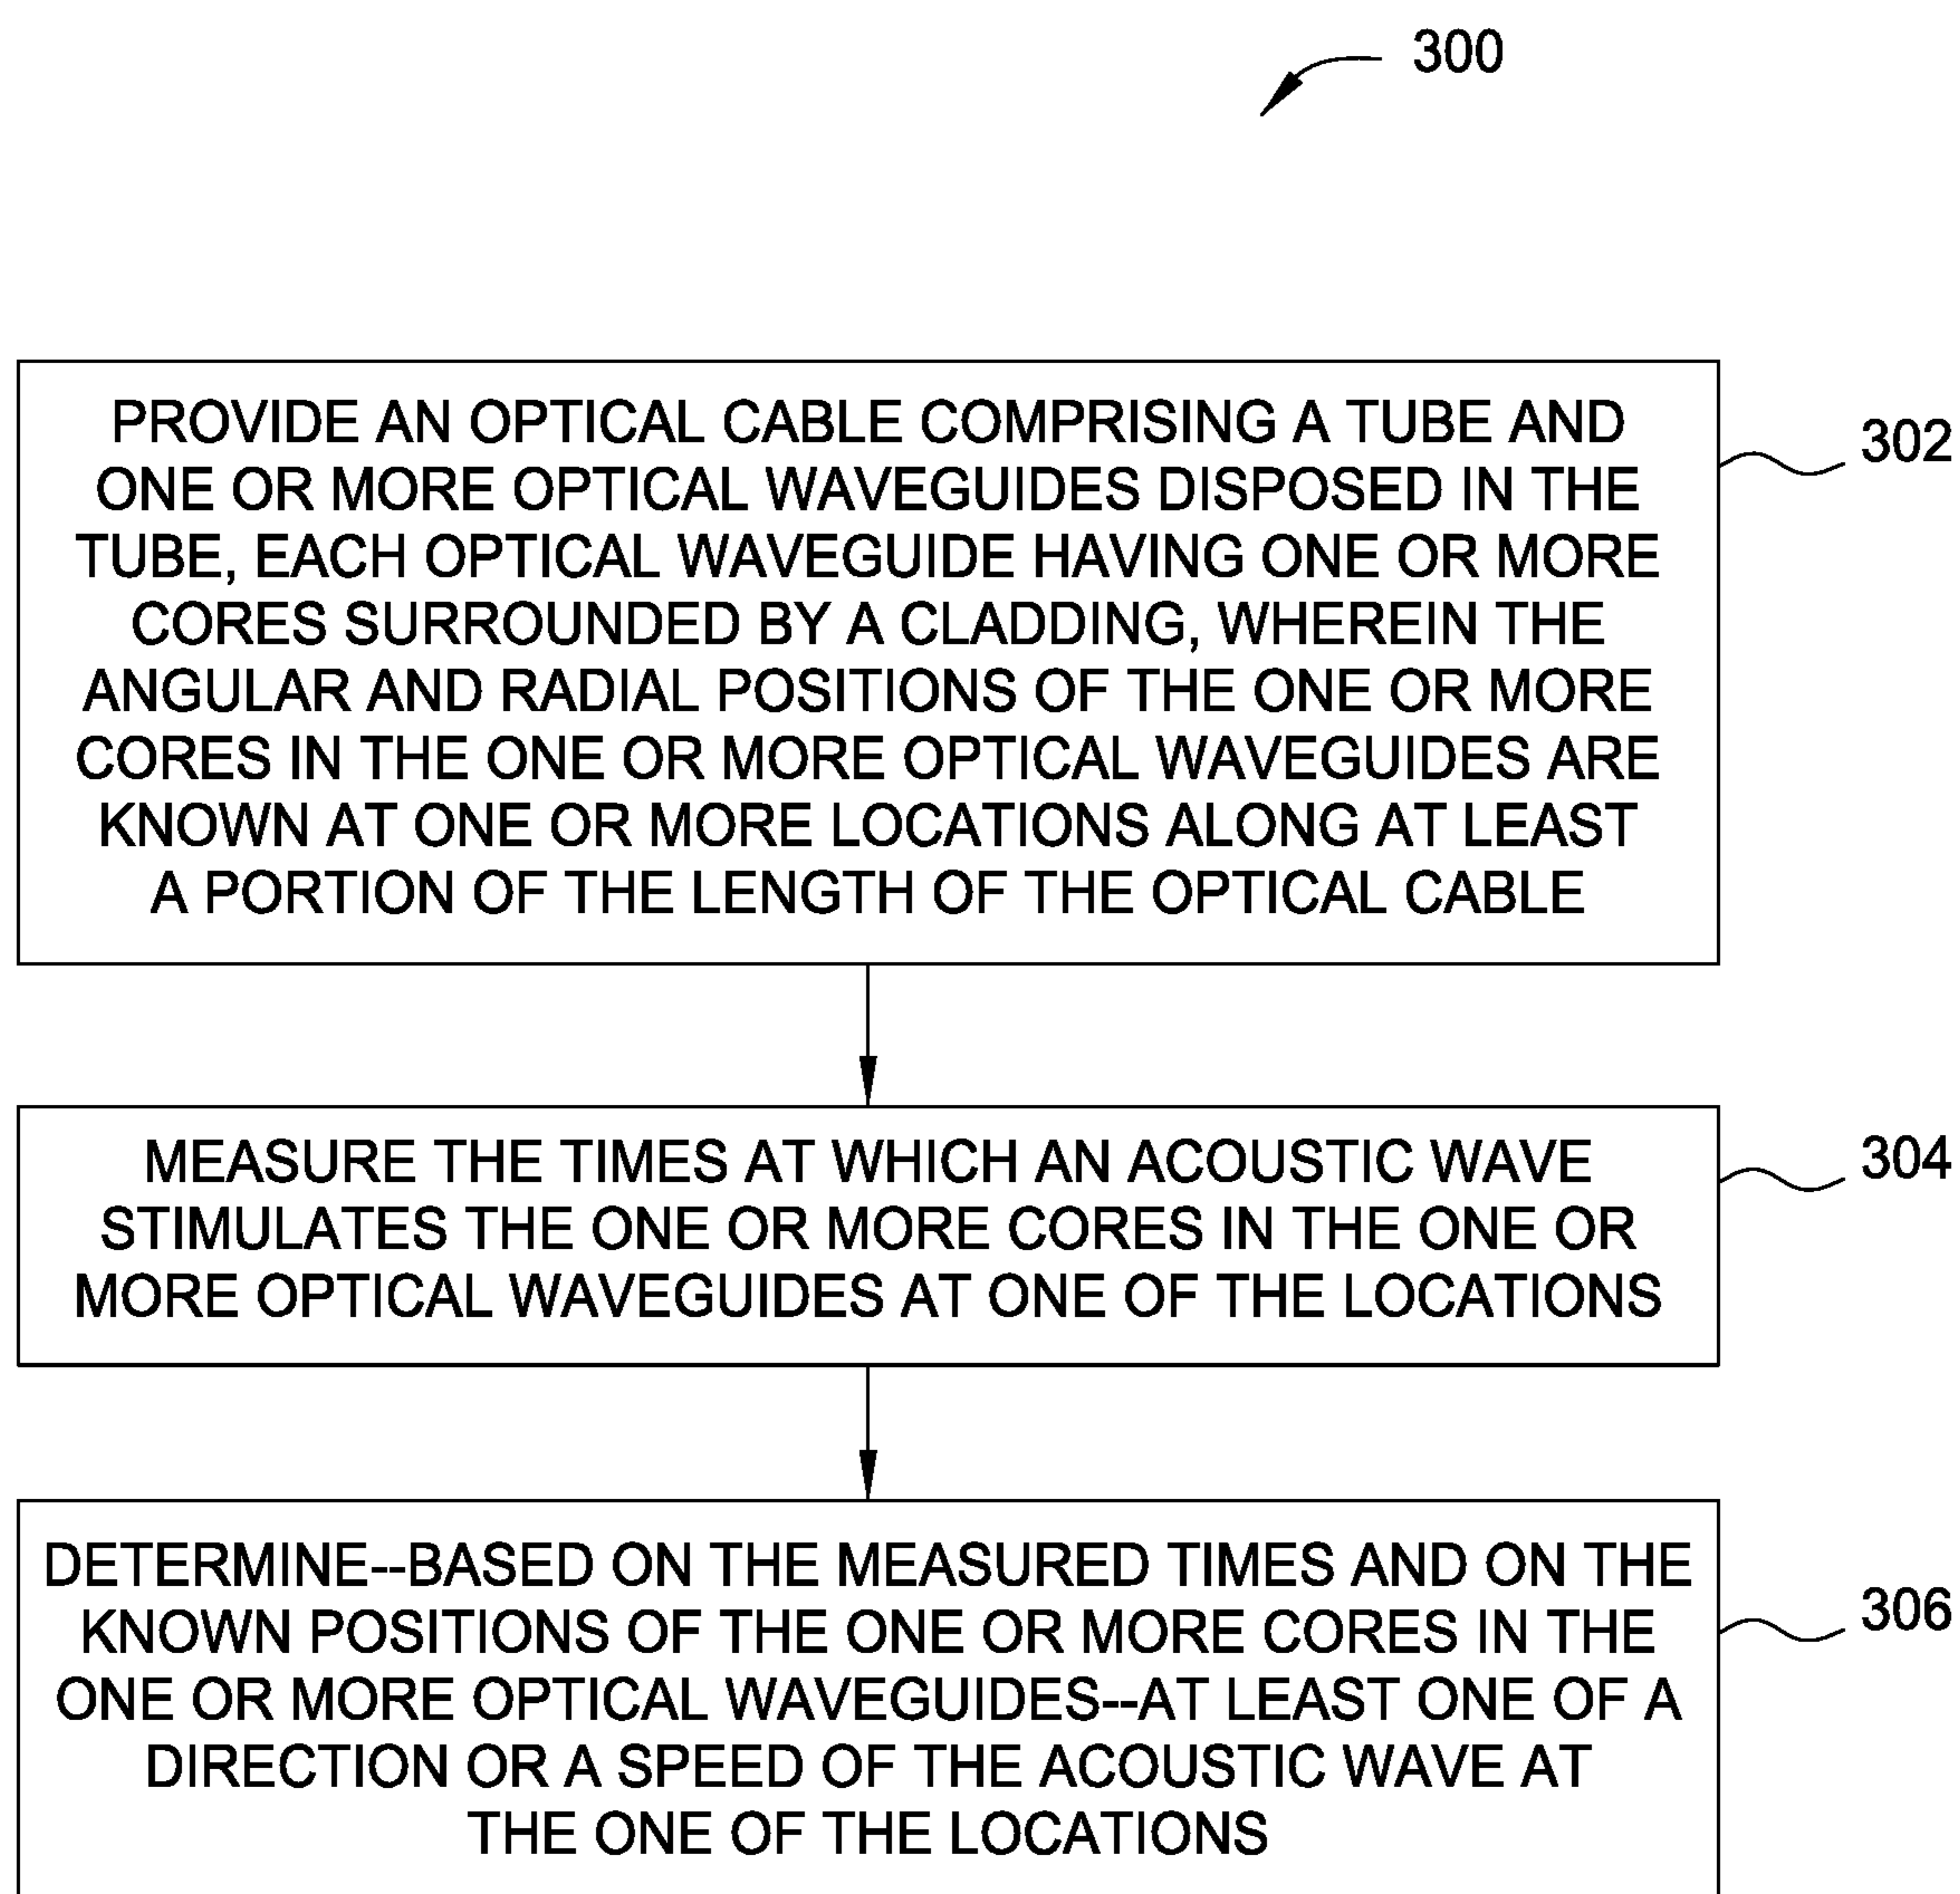 300
PROVIDE AN OPTICAL CABLE COMPRISING A TUBE AND
ONE OR MORE OPTICAL WAVEGUIDES DISPOSED IN THE
TUBE, EACH OPTICAL WAVEGUIDE HAVING ONE OR MORE
CORES SURROUNDED BY A CLADDING, WHEREIN THE
ANGULAR AND RADIAL POSITIONS OF THE ONE OR MORE
CORES IN THE ONE OR MORE OPTICAL WAVEGUIDES ARE
KNOWN AT ONE OR MORE LOCATIONS ALONG AT LEAST
A PORTION OF THE LENGTH OF THE OPTICAL CABLE
302
MEASURE THE TIMES AT WHICH AN ACOUSTIC WAVE
STIMULATES THE ONE OR MORE CORES IN THE ONE OR
MORE OPTICAL WAVEGUIDES AT ONE OF THE LOCATIONS
304
DETERMINE--BASED ON THE MEASURED TIMES AND ON THE
KNOWN POSITIONS OF THE ONE OR MORE CORES IN THE
ONE OR MORE OPTICAL WAVEGUIDES--AT LEAST ONE OF A
DIRECTION OR A SPEED OF THE ACOUSTIC WAVE AT
THE ONE OF THE LOCATIONS
306